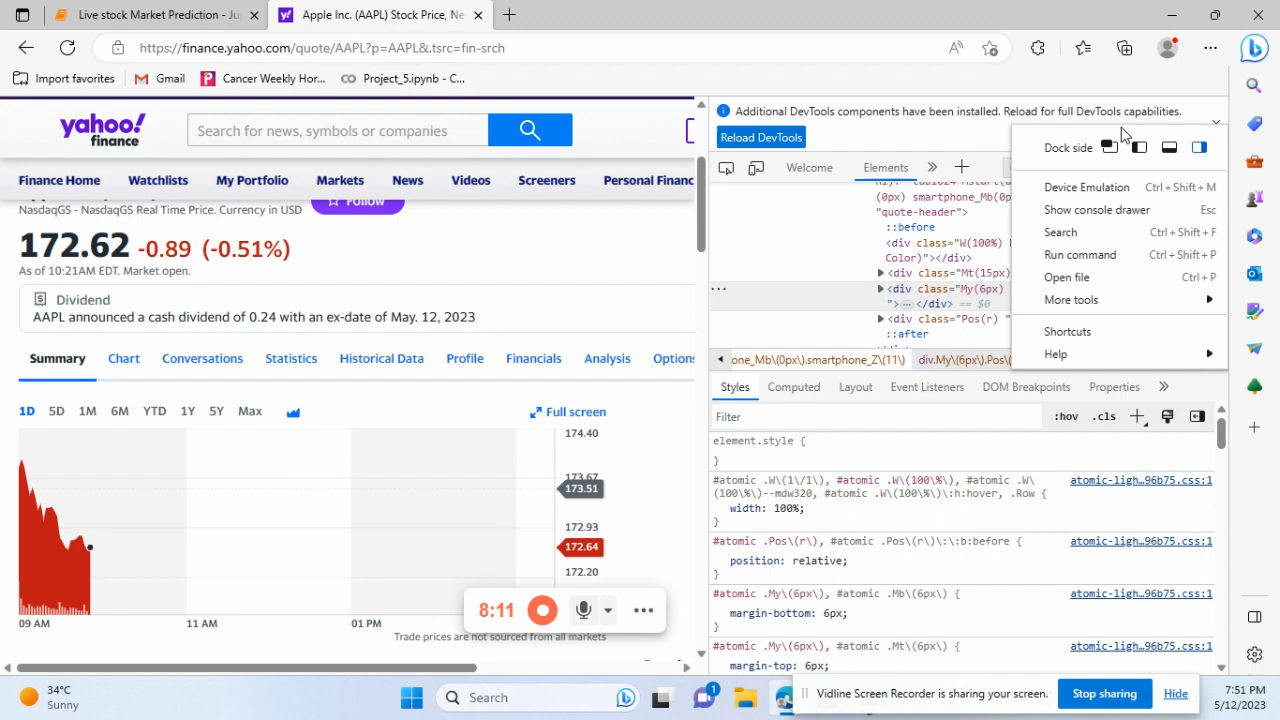 Live stock Market Prediction - Ju
Apple Inc. (AAPL) Stock Price, Ne
https://finance.yahoo.com/quote/AAPL?p=AAPL&.tsrc=fin-srch
Import favorites
Gmail
Cancer Weekly Hor...
Project_5.ipynb - C...
yahoo!
finance
Search for news, symbols or companies
Finance Home
Watchlists
My Portfolio
Markets
News
Videos
Screeners
Personal Financ
NasdaqGS - NasdaqGS Real Time Price. Currency in USD
Follow
172.62 -0.89 (-0.51%)
As of 10:21AM EDT. Market open.
Dividend
AAPL announced a cash dividend of 0.24 with an ex-date of May. 12, 2023
Summary
Chart
Conversations
Statistics
Historical Data
Profile
Financials
Analysis
Options
1D 5D 1M 6M YTD 1Y 5Y Max
Full screen
174.40
173.67
173.51
172.93
172.64
172.20
09 AM
11 AM
01 PM
Trade prices are not sourced from all markets
8:11
Additional DevTools components have been installed. Reload for full DevTools capabilities.
Reload DevTools
Welcome
Elements
(0px) smartphone_Mb(0p
"quote-header">
::before
<div class="W(100%)
Color)"></div>
<div class="Mt(15px)
<div class="My(6px)
"> … </div> == $0
<div class="Pos(r) "
::after
one_Mb\(0px\).smartphone_Z\(11\)
div.My\(6px\).Pos\
Dock side
Device Emulation Ctrl + Shift + M
Show console drawer Esc
Search Ctrl + Shift + F
Run command Ctrl + Shift + P
Open file Ctrl + P
More tools
Shortcuts
Help
Styles
Computed
Layout
Event Listeners
DOM Breakpoints
Properties
Filter
:hov .cls
element.style {
}
#atomic .W\(1\/1\), #atomic .W\(100\%\), #atomic .W\
(100\%\)--mdw320, #atomic .W\(100\%\)\:h:hover, .Row {
atomic-ligh…96b75.css:1
width: 100%;
}
#atomic .Pos\(r\), #atomic .Pos\(r\)\:\:b:before {
atomic-ligh…96b75.css:1
position: relative;
}
#atomic .My\(6px\), #atomic .Mb\(6px\) {
atomic-ligh…96b75.css:1
margin-bottom: 6px;
}
#atomic .My\(6px\), #atomic .Mt\(6px\) {
atomic-ligh…96b75.css:1
margin-top: 6px;
34°C
Sunny
Search
1
Vidline Screen Recorder is sharing your screen.
Stop sharing
Hide
7:51 PM
5/12/2023